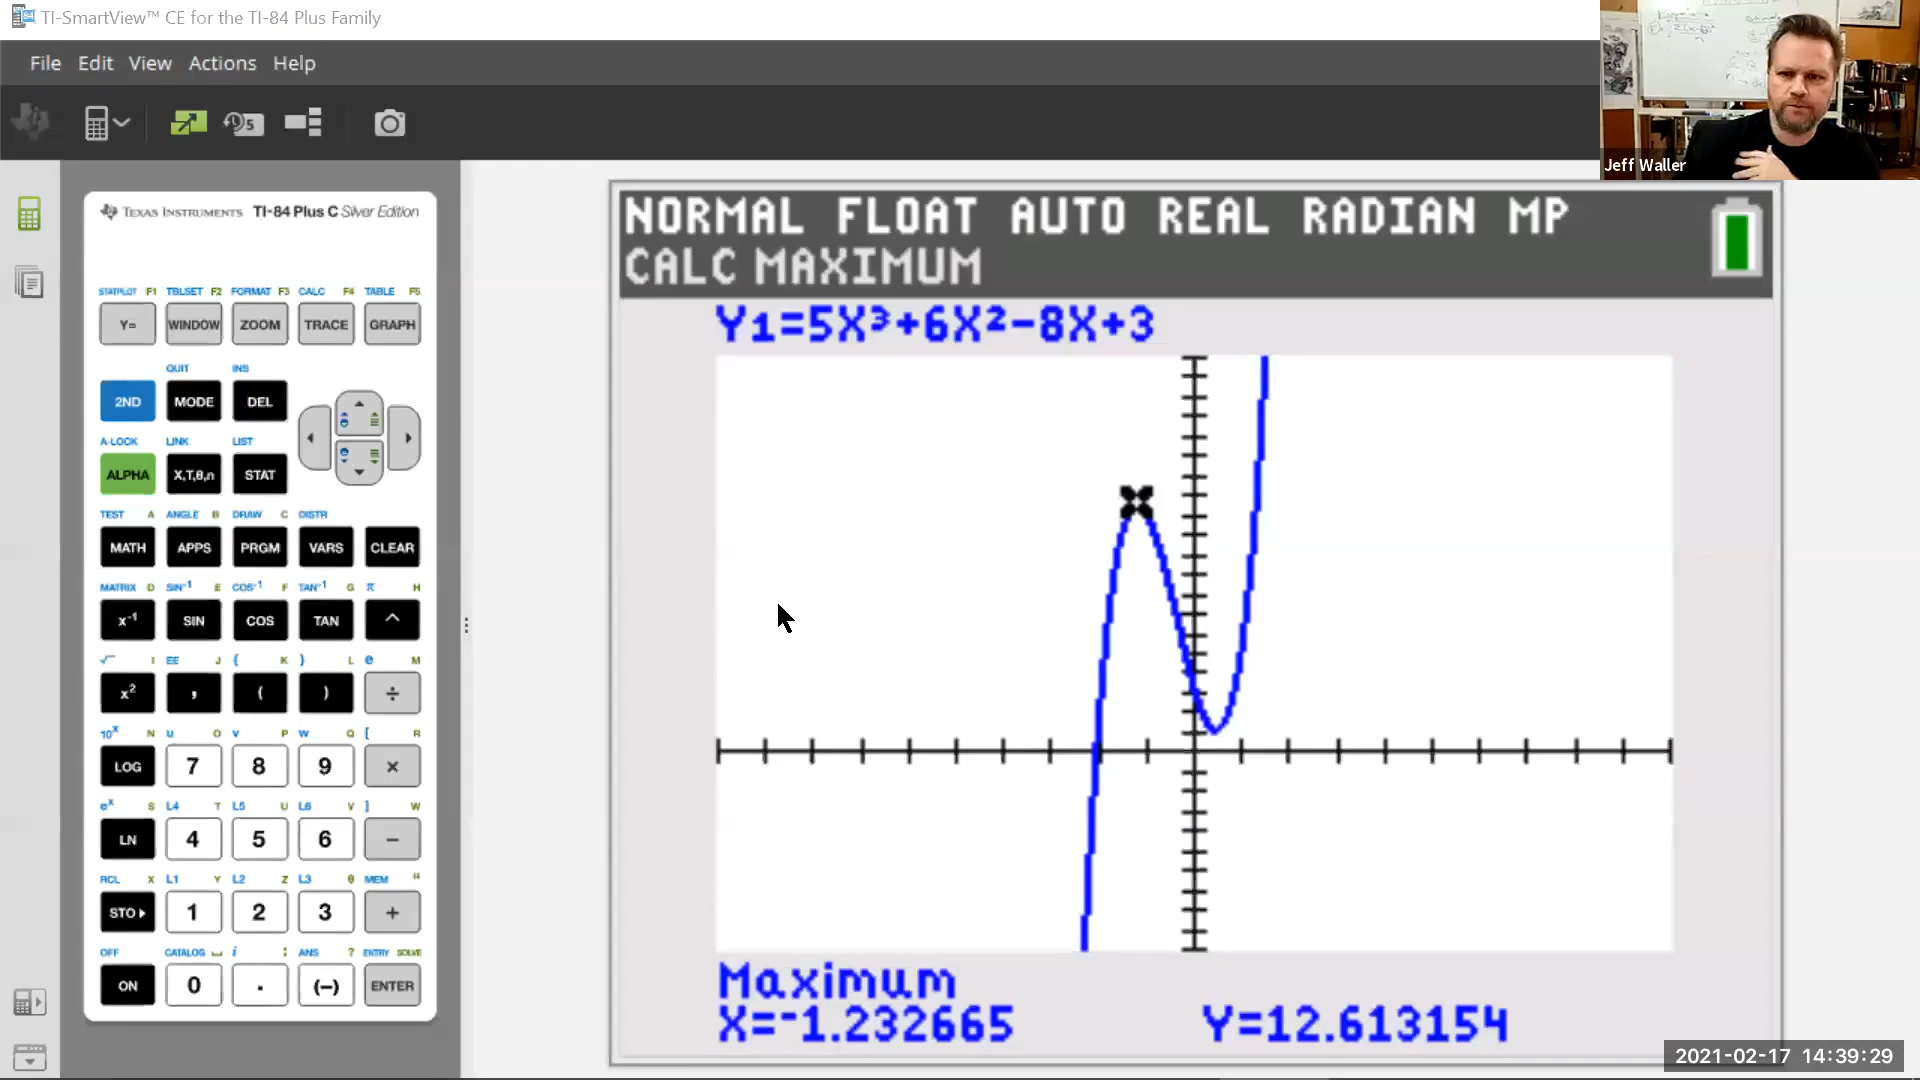 TI-SmartView™ CE for the TI-84 Plus Family
File Edit View Actions Help
Jeff Waller
TEXAS INSTRUMENTS TI-84 Plus C Silver Edition
STATPLOT F1 TBLSET F2 FORMAT F3 CALC F4 TABLE F5
Y= WINDOW ZOOM TRACE GRAPH
QUIT INS
2ND MODE DEL
A-LOCK LINK LIST
ALPHA X,T,θ,n STAT
TEST A ANGLE B DRAW C DISTR
MATH APPS PRGM VARS CLEAR
MATRIX D SIN⁻¹ E COS⁻¹ F TAN⁻¹ G π H
x⁻¹ SIN COS TAN ^
√ I EE J { K } L e M
x² , ( ) ÷
10ˣ N u O v P w Q [ R
LOG 7 8 9 ×
eˣ S L4 T L5 U L6 V ] W
LN 4 5 6 −
RCL X L1 Y L2 Z L3 θ MEM "
STO▸ 1 2 3 +
OFF CATALOG ⎵ i : ANS ? ENTRY SOLVE
ON 0 . (−) ENTER
NORMAL FLOAT AUTO REAL RADIAN MP
CALC MAXIMUM
Y1=5X³+6X²-8X+3
Maximum
X=-1.232665 Y=12.613154
2021-02-17 14:39:29